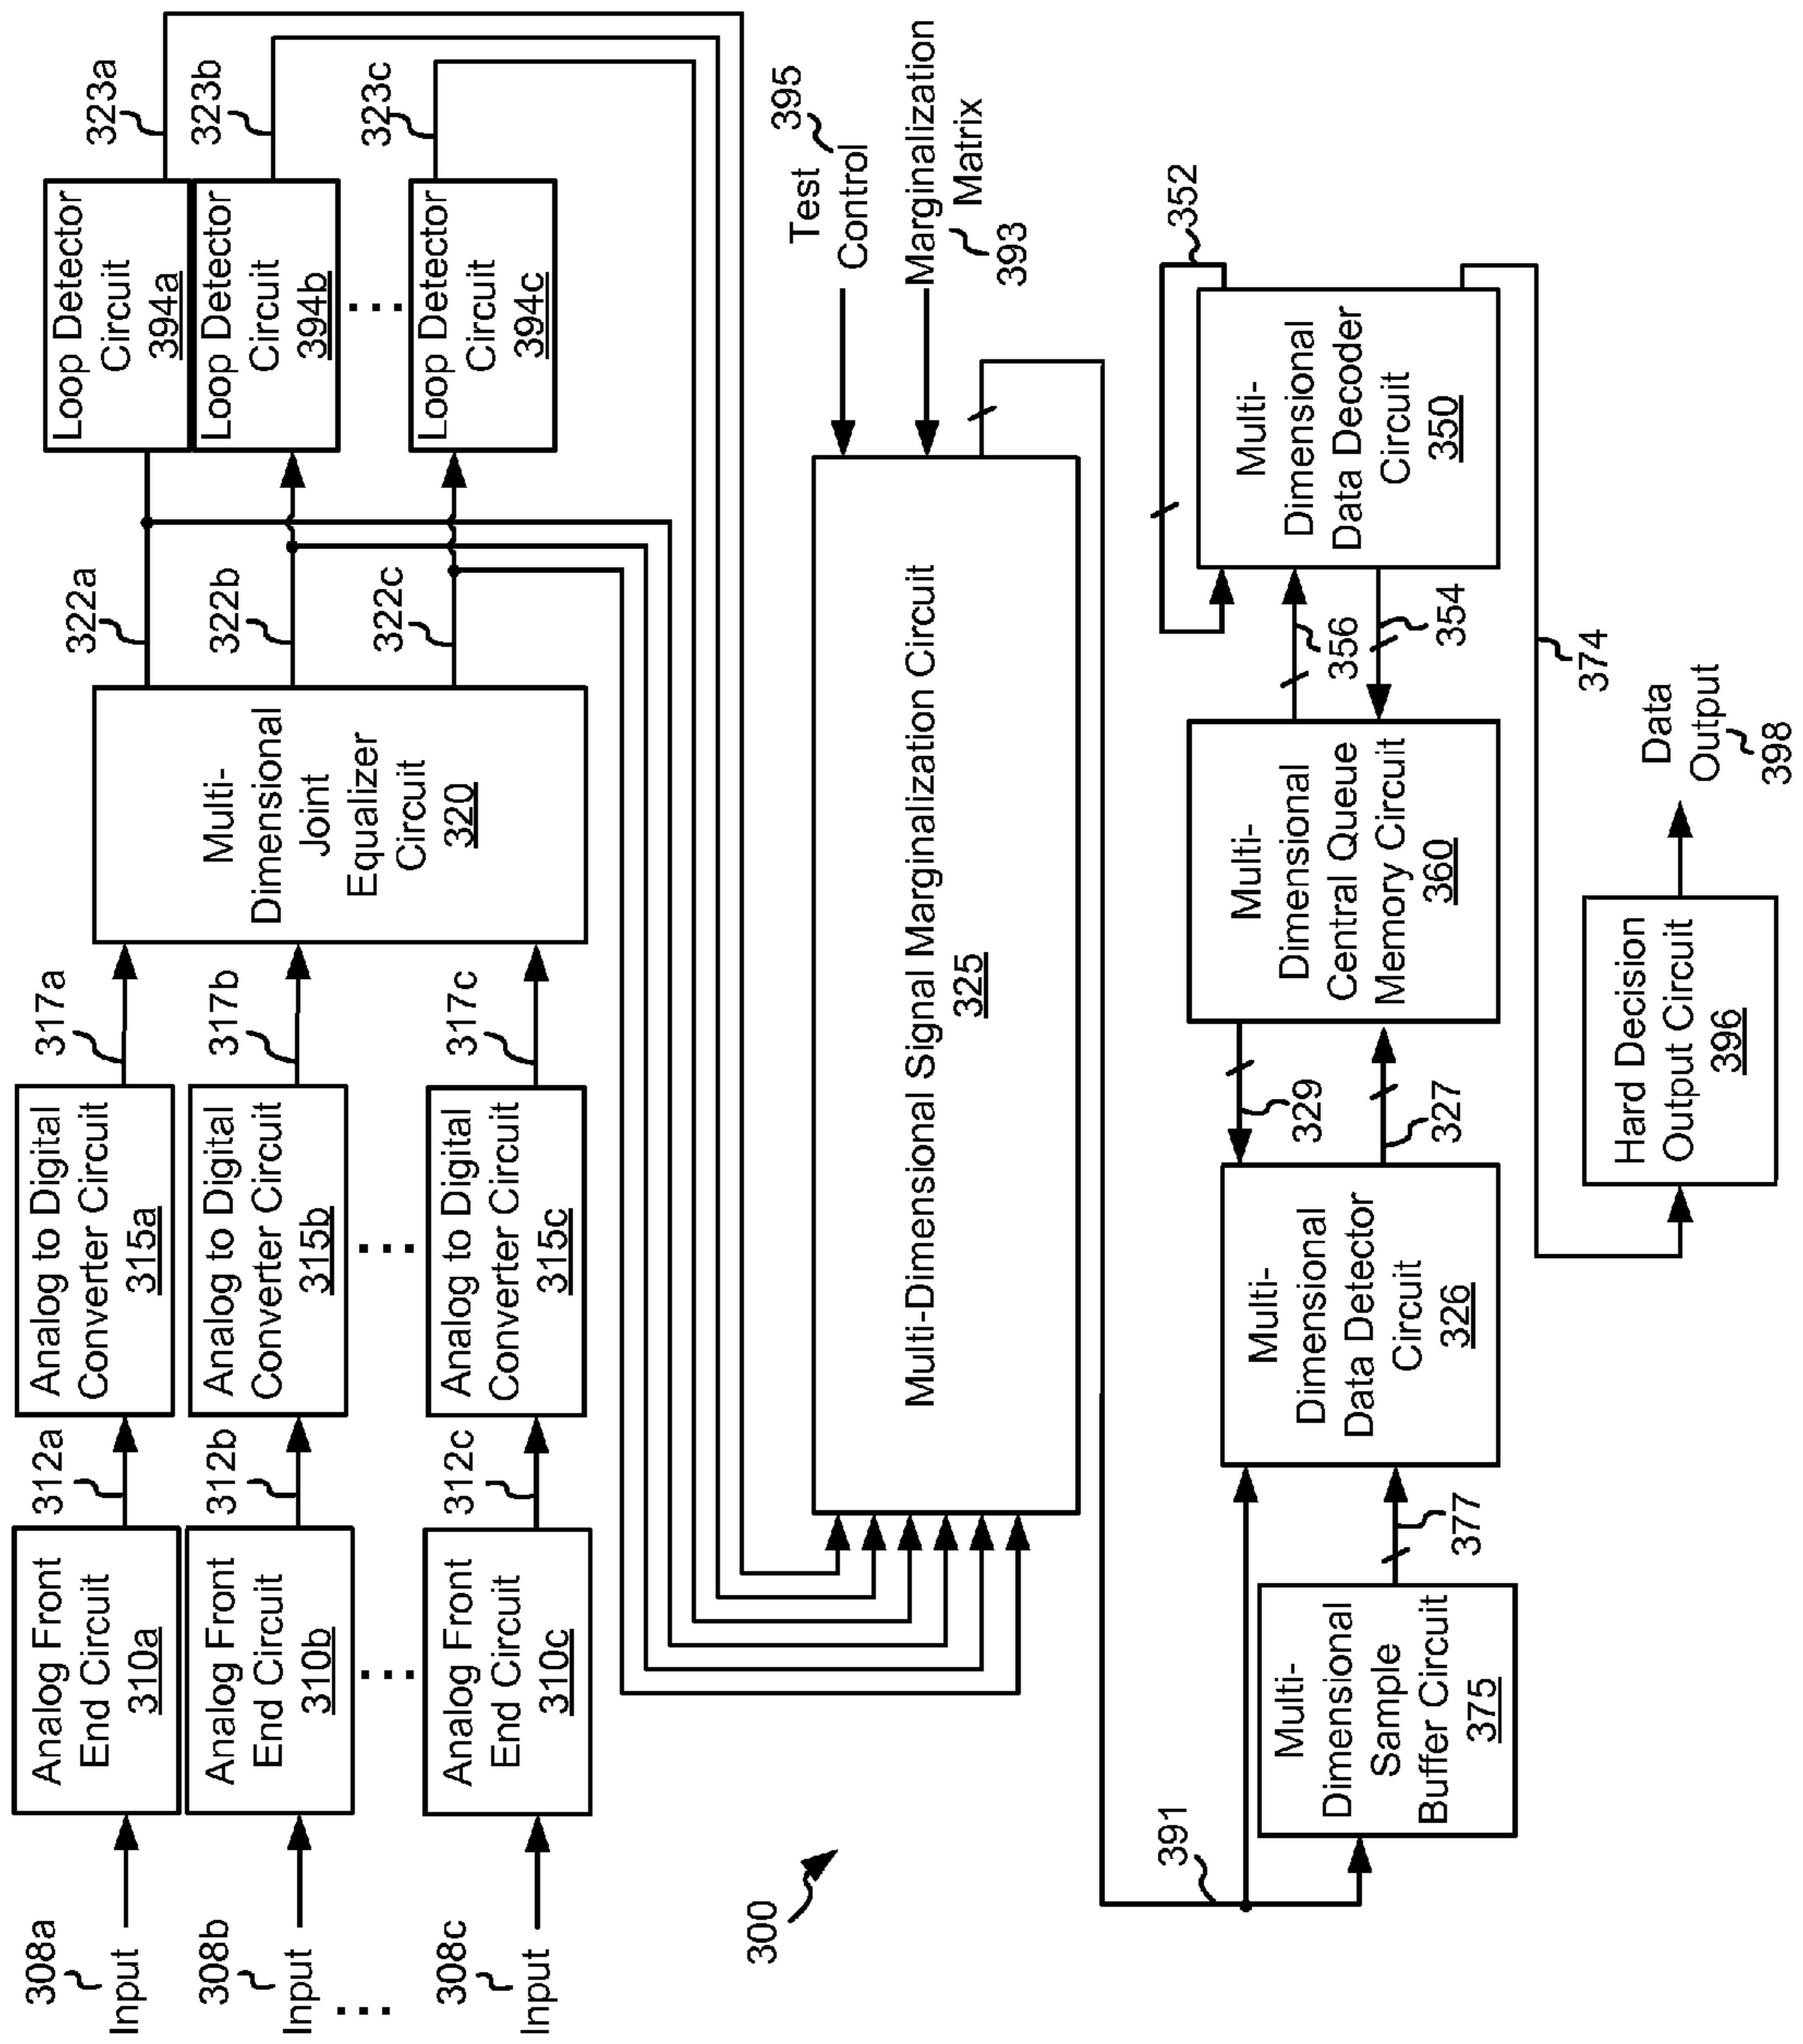 308a
Input
308b
Input
...
308c
Input
Analog Front
End Circuit
310a
Analog Front
End Circuit
310b
...
Analog Front
End Circuit
310c
312a
312b
312c
Analog to Digital
Converter Circuit
315a
Analog to Digital
Converter Circuit
315b
...
Analog to Digital
Converter Circuit
315c
317a
317b
317c
Multi-
Dimensional
Joint
Equalizer
Circuit
320
322a
322b
322c
Loop Detector
Circuit
394a
Loop Detector
Circuit
394b
...
Loop Detector
Circuit
394c
323a
323b
323c
300
Multi-Dimensional Signal Marginalization Circuit
325
Test
Control
395
Marginalization
Matrix
393
391
Multi-
Dimensional
Sample
Buffer Circuit
375
377
Multi-
Dimensional
Data Detector
Circuit
326
329
327
Multi-
Dimensional
Central Queue
Memory Circuit
360
356
354
Multi-
Dimensional
Data Decoder
Circuit
350
352
374
Hard Decision
Output Circuit
396
Data
Output
398